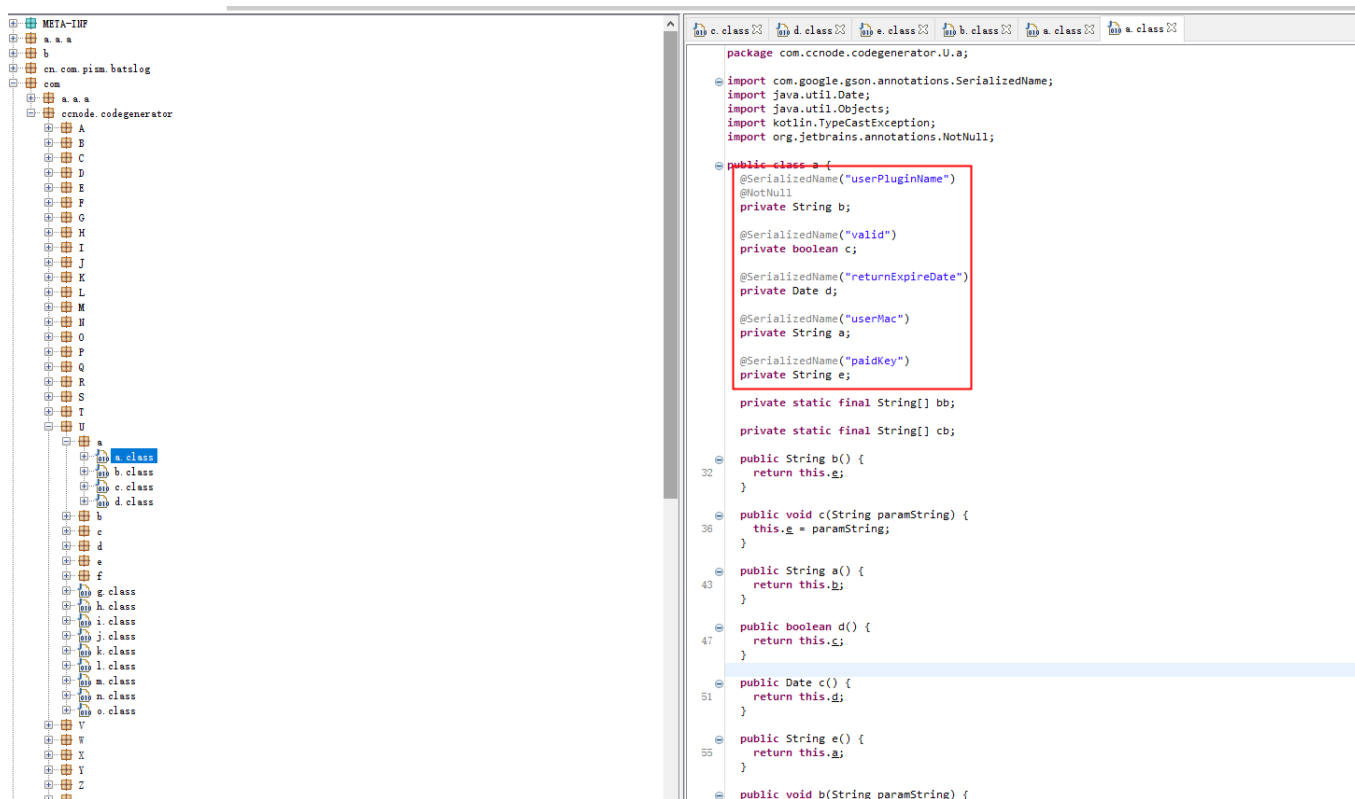 META-INF
a.a.a
b
cn.com.pism.batslog
com
a.a.a
ccnode.codegenerator
A
B
C
D
E
F
G
H
I
J
K
L
M
N
O
P
Q
R
S
T
U
a
a.class
b.class
c.class
d.class
b
c
d
e
f
g.class
h.class
i.class
j.class
k.class
l.class
m.class
n.class
o.class
V
W
X
Y
Z
c.class d.class e.class b.class a.class a.class
package com.ccnode.codegenerator.U.a;
import com.google.gson.annotations.SerializedName;
import java.util.Date;
import java.util.Objects;
import kotlin.TypeCastException;
import org.jetbrains.annotations.NotNull;
public class a {
@SerializedName("userPluginName")
@NotNull
private String b;
@SerializedName("valid")
private boolean c;
@SerializedName("returnExpireDate")
private Date d;
@SerializedName("userMac")
private String a;
@SerializedName("paidKey")
private String e;
private static final String[] bb;
private static final String[] cb;
public String b() {
32 return this.e;
}
public void c(String paramString) {
36 this.e = paramString;
}
public String a() {
43 return this.b;
}
public boolean d() {
47 return this.c;
}
public Date c() {
51 return this.d;
}
public String e() {
55 return this.a;
}
public void b(String paramString) {